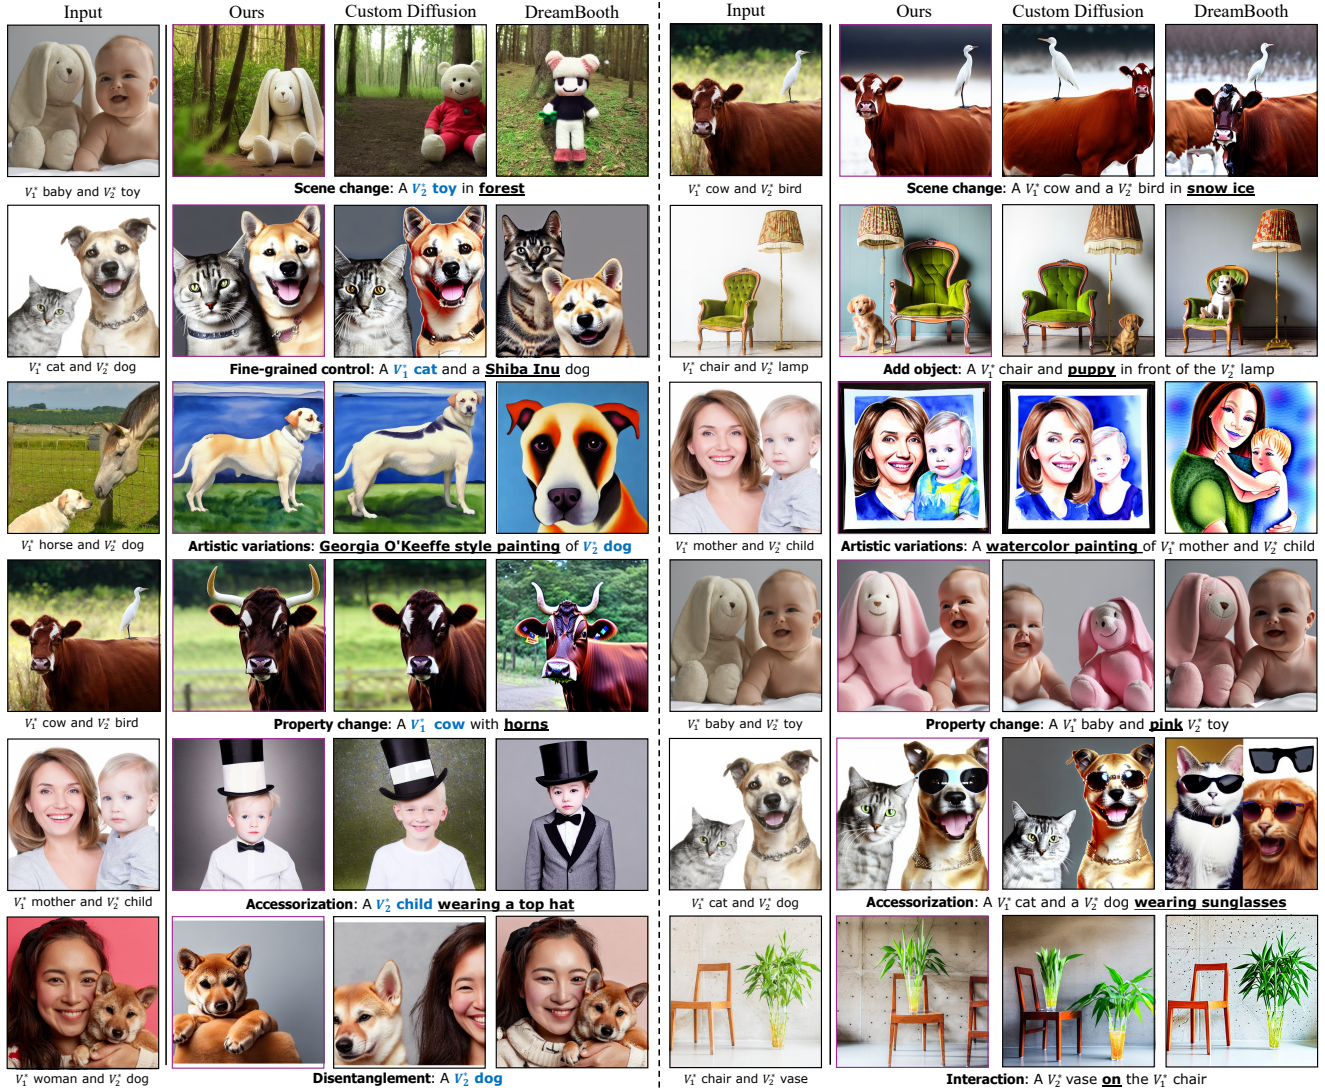 Input Ours Custom Diffusion DreamBooth Input Ours Custom Diffusion DreamBooth
V₁* baby and V₂* toy
Scene change: A V₂* toy in forest
V₁* cow and V₂* bird
Scene change: A V₁* cow and a V₂* bird in snow ice
V₁* cat and V₂* dog
Fine-grained control: A V₁* cat and a Shiba Inu dog
V₁* chair and V₂* lamp
Add object: A V₁* chair and puppy in front of the V₂* lamp
V₁* horse and V₂* dog
Artistic variations: Georgia O'Keeffe style painting of V₂* dog
V₁* mother and V₂* child
Artistic variations: A watercolor painting of V₁* mother and V₂* child
V₁* cow and V₂* bird
Property change: A V₁* cow with horns
V₁* baby and V₂* toy
Property change: A V₁* baby and pink V₂* toy
V₁* mother and V₂* child
Accessorization: A V₂* child wearing a top hat
V₁* cat and V₂* dog
Accessorization: A V₁* cat and a V₂* dog wearing sunglasses
V₁* woman and V₂* dog
Disentanglement: A V₂* dog
V₁* chair and V₂* vase
Interaction: A V₂* vase on the V₁* chair